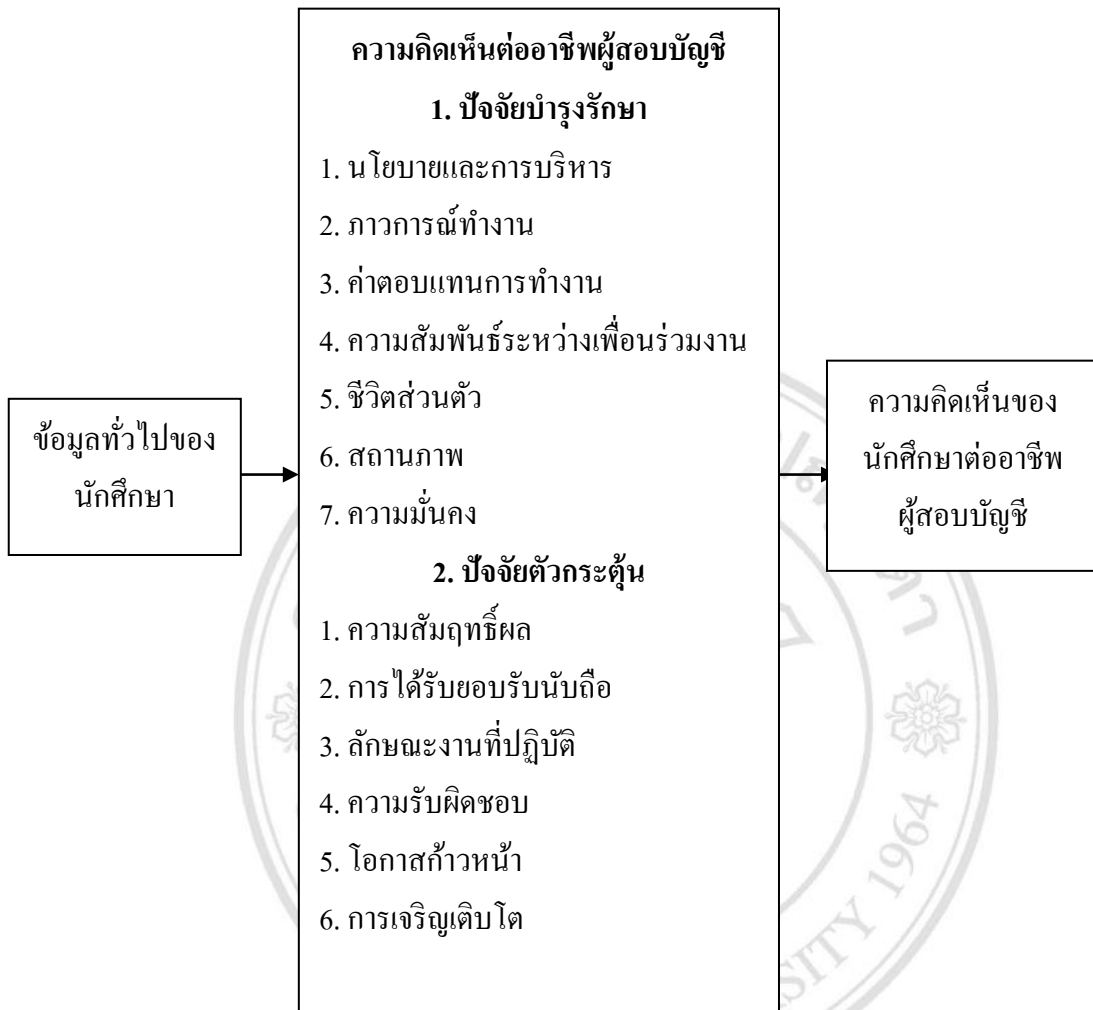 ความคิดเห็นต่ออาชีพผู้สอบบัญชี
1. ปัจจัยบำรุงรักษา
1. นโยบายและการบริหาร
2. ภาวการณ์ทำงาน
3. ค่าตอบแทนการทำงาน
4. ความสัมพันธ์ระหว่างเพื่อนร่วมงาน
5. ชีวิตส่วนตัว
6. สถานภาพ
7. ความมั่นคง
2. ปัจจัยตัวกระตุ้น
1. ความสัมฤทธิ์ผล
2. การได้รับยอบรับนับถือ
3. ลักษณะงานที่ปฏิบัติ
4. ความรับผิดชอบ
5. โอกาสก้าวหน้า
6. การเจริญเติบโต
ข้อมูลทั่วไปของ
นักศึกษา
ความคิดเห็นของ
นักศึกษาต่ออาชีพ
ผู้สอบบัญชี
1964